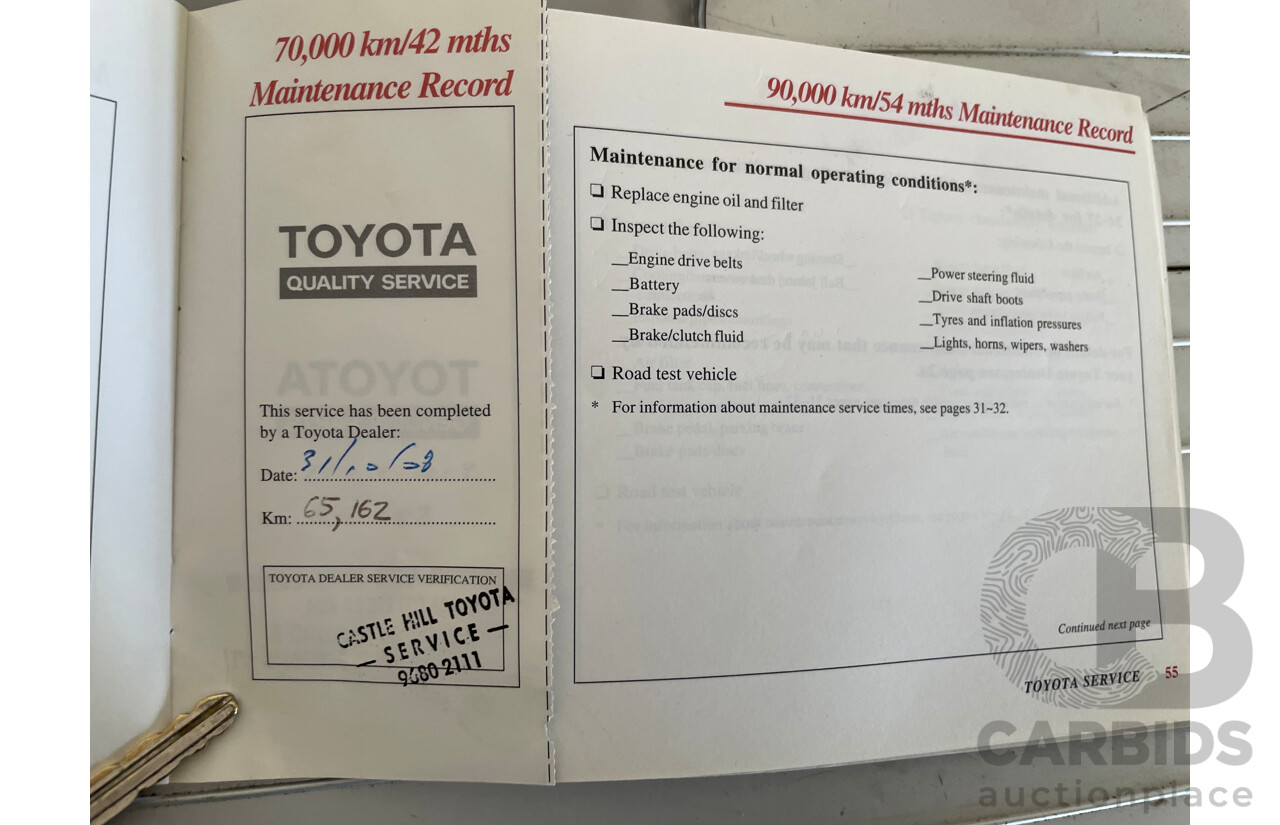 70,000 km/42 mths
Maintenance Record
TOYOTA
QUALITY SERVICE
This service has been completed
by a Toyota Dealer:
Date: 31/10/08
Km: 65,162
TOYOTA DEALER SERVICE VERIFICATION
CASTLE HILL TOYOTA
— SERVICE —
9680 2111
90,000 km/54 mths Maintenance Record
Maintenance for normal operating conditions*:
❑ Replace engine oil and filter
❑ Inspect the following:
__Engine drive belts
__Battery
__Brake pads/discs
__Brake/clutch fluid
__Power steering fluid
__Drive shaft boots
__Tyres and inflation pressures
__Lights, horns, wipers, washers
❑ Road test vehicle
* For information about maintenance service times, see pages 31~32.
Continued next page
TOYOTA SERVICE 55
CB
CARBIDS
auctionplace